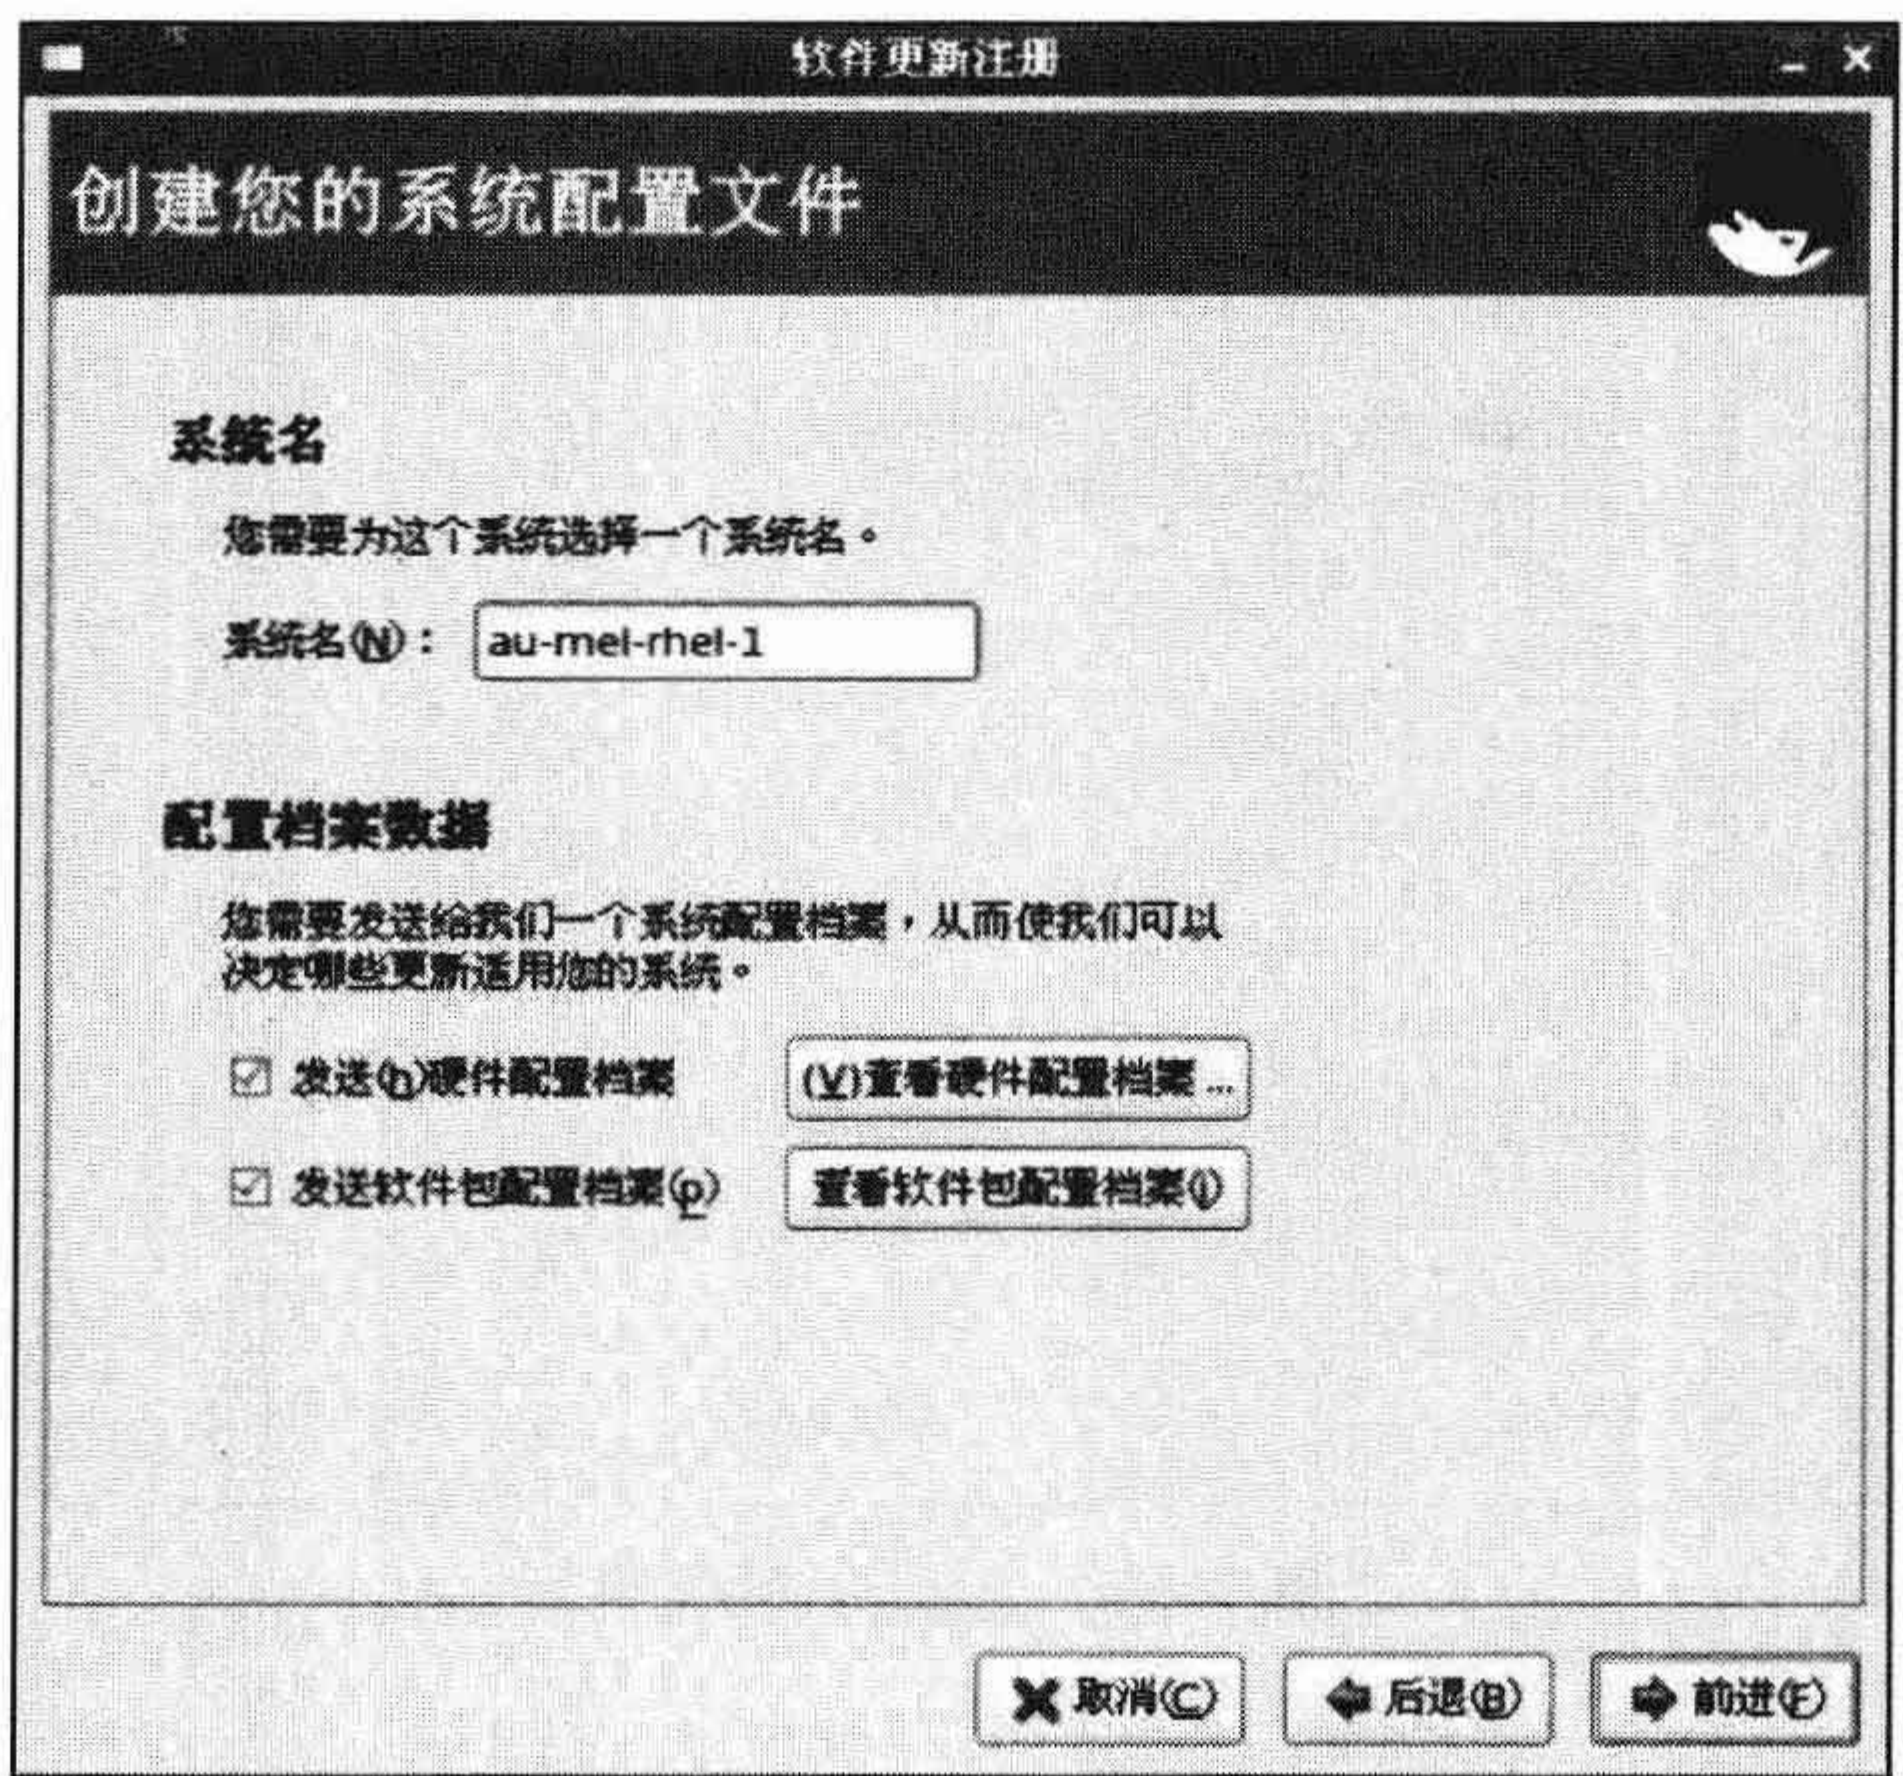 软件更新注册
创建您的系统配置文件
系统名
您需要为这个系统选择一个系统名。
系统名(N)： au-mel-rhel-1
配置档案数据
您需要发送给我们一个系统配置档案，从而使我们可以
决定哪些更新适用您的系统。
发送(h)硬件配置档案 (V)查看硬件配置档案 ...
发送软件包配置档案(p) 查看软件包配置档案(I)
取消(C) 后退(B) 前进(F)